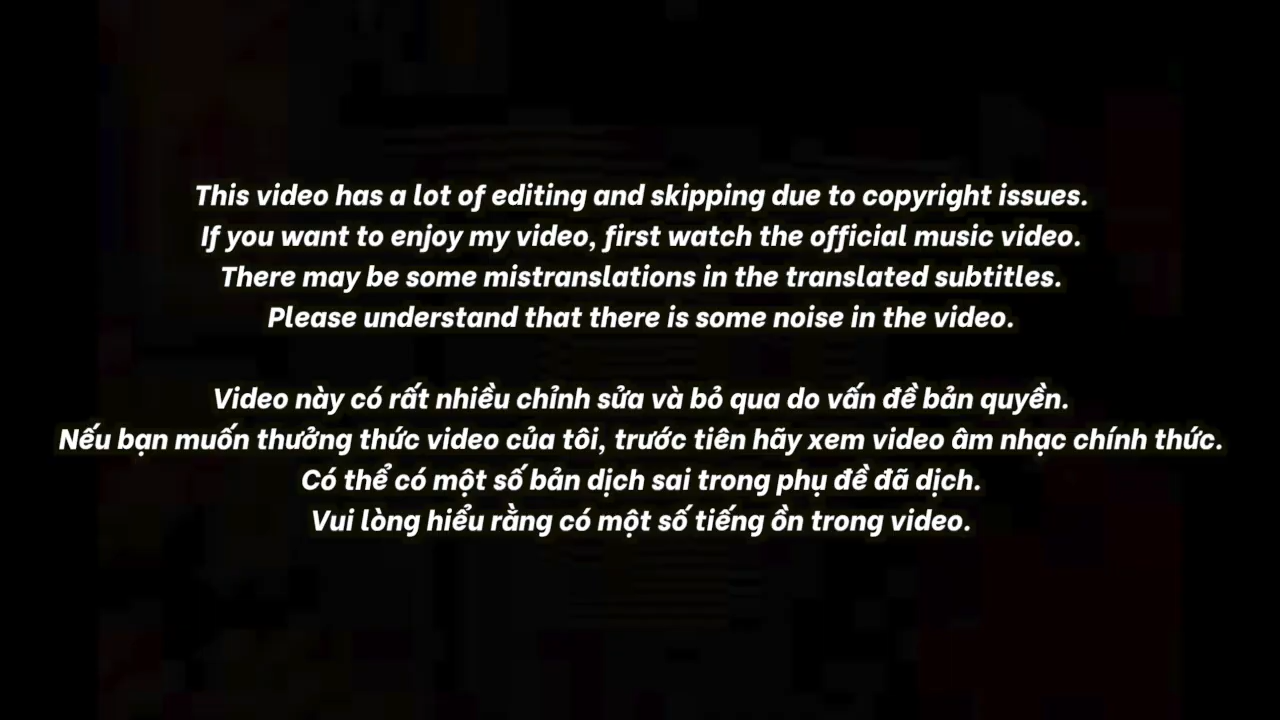 This video has a lot of editing and skipping due to copyright issues.
If you want to enjoy my video, first watch the official music video.
There may be some mistranslations in the translated subtitles.
Please understand that there is some noise in the video.
Video này có rất nhiều chỉnh sửa và bỏ qua do vấn đề bản quyền.
Nếu bạn muốn thưởng thức video của tôi, trước tiên hãy xem video âm nhạc chính thức.
Có thể có một số bản dịch sai trong phụ đề đã dịch.
Vui lòng hiểu rằng có một số tiếng ồn trong video.